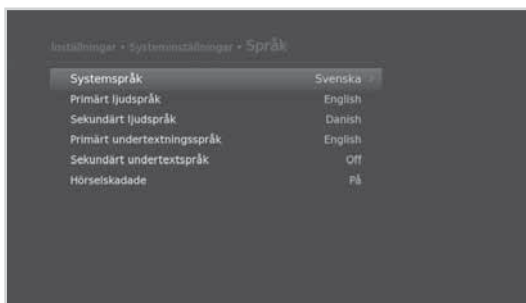 Inställningar • Systeminställningar • Språk
Systemspråk Svenska
Primärt ljudspråk English
Sekundärt ljudspråk Danish
Primärt undertextningsspråk English
Sekundärt undertextspråk Off
Hörselskadade På